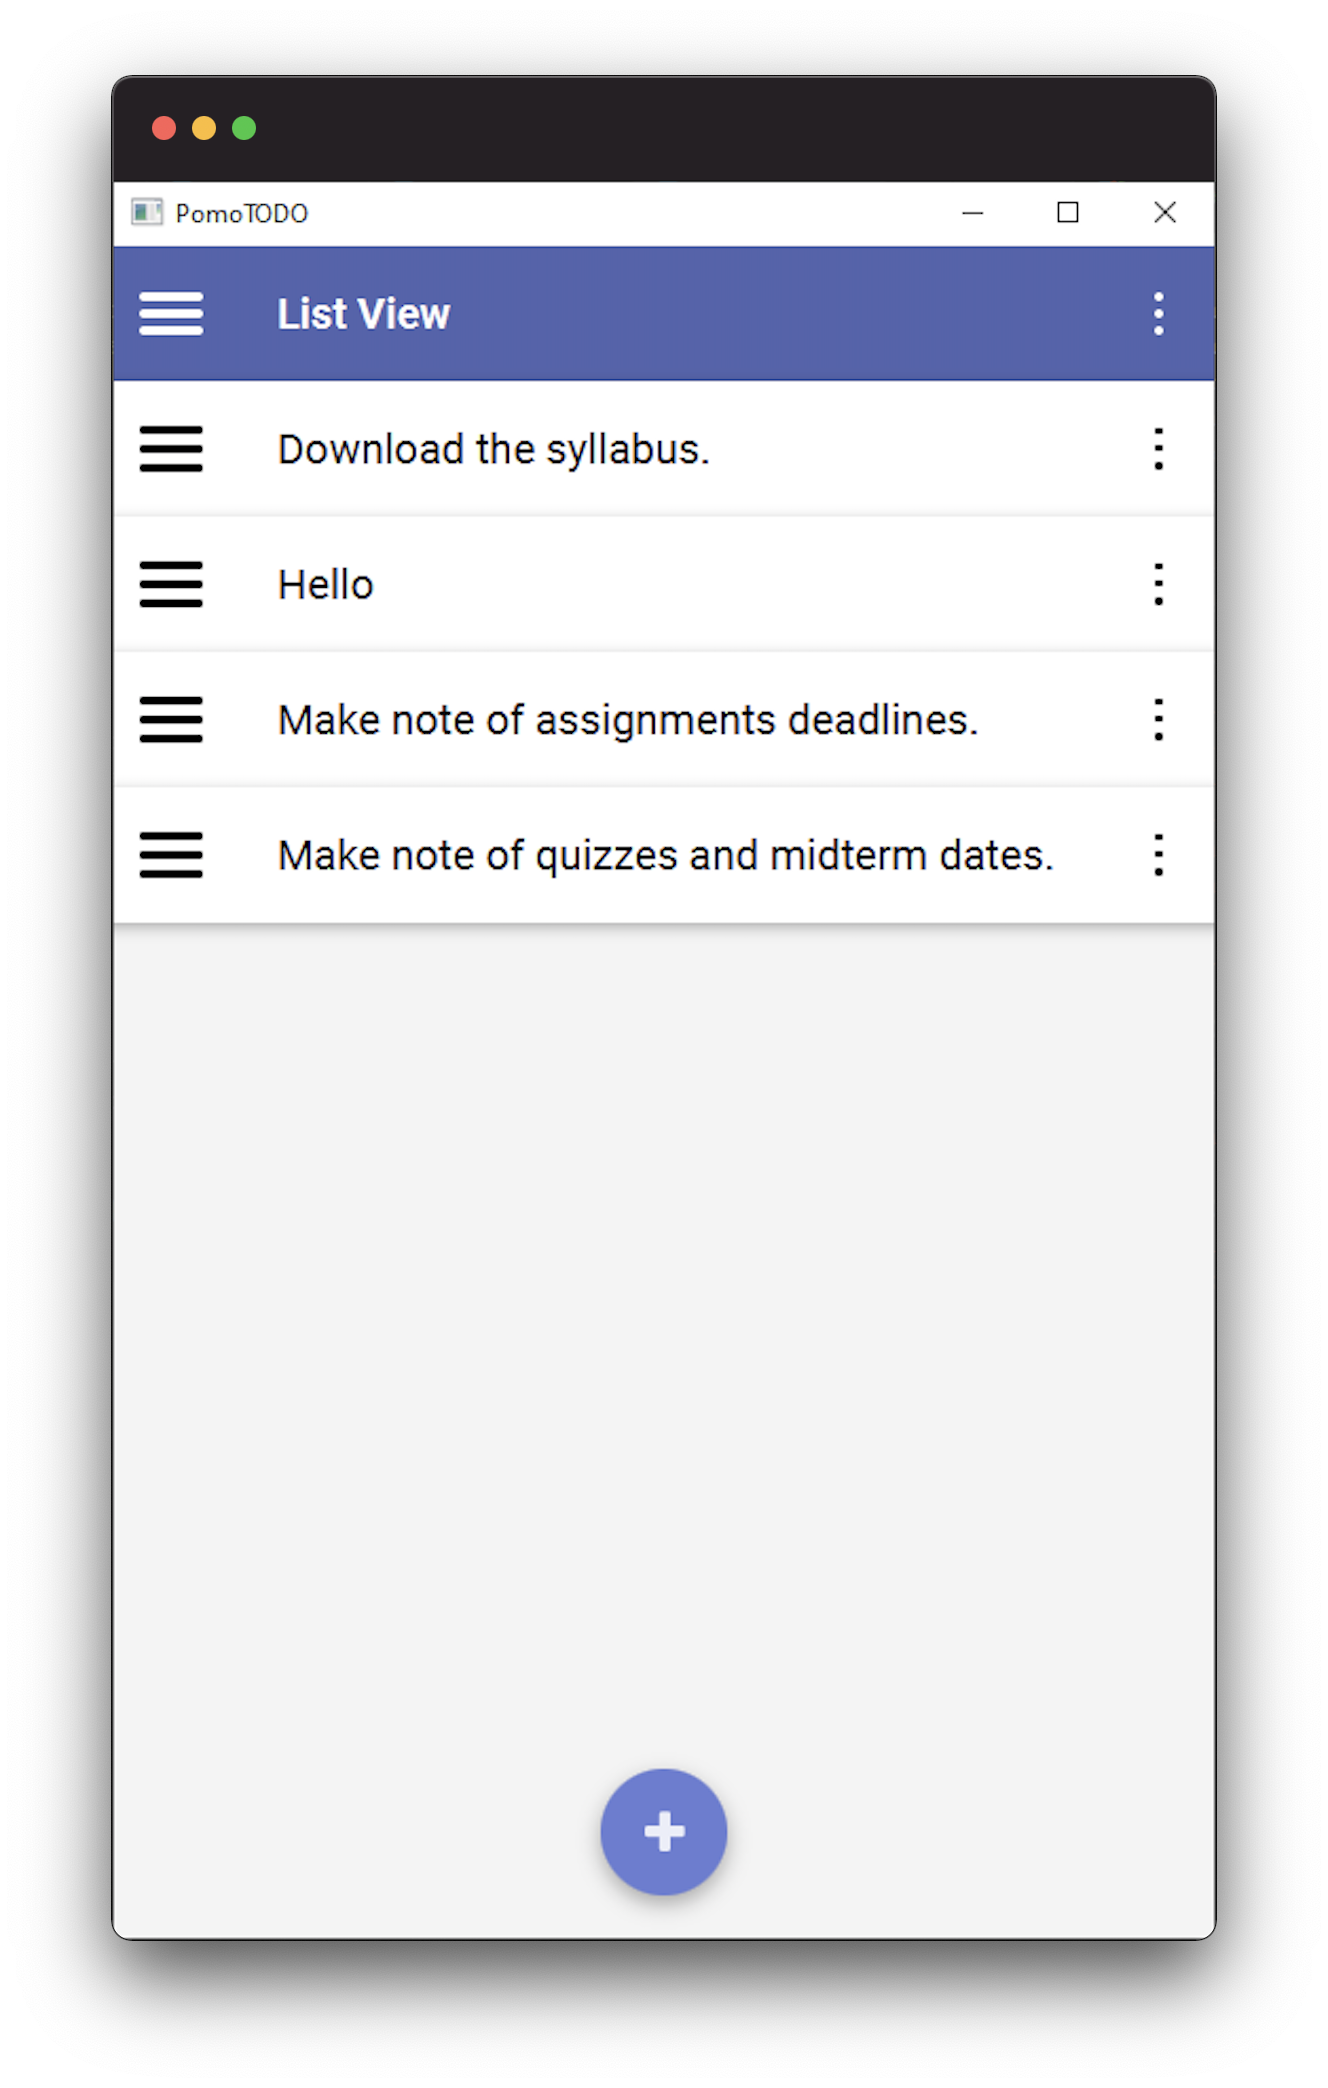 PomoTODO
List View
Download the syllabus.
Hello
Make note of assignments deadlines.
Make note of quizzes and midterm dates.